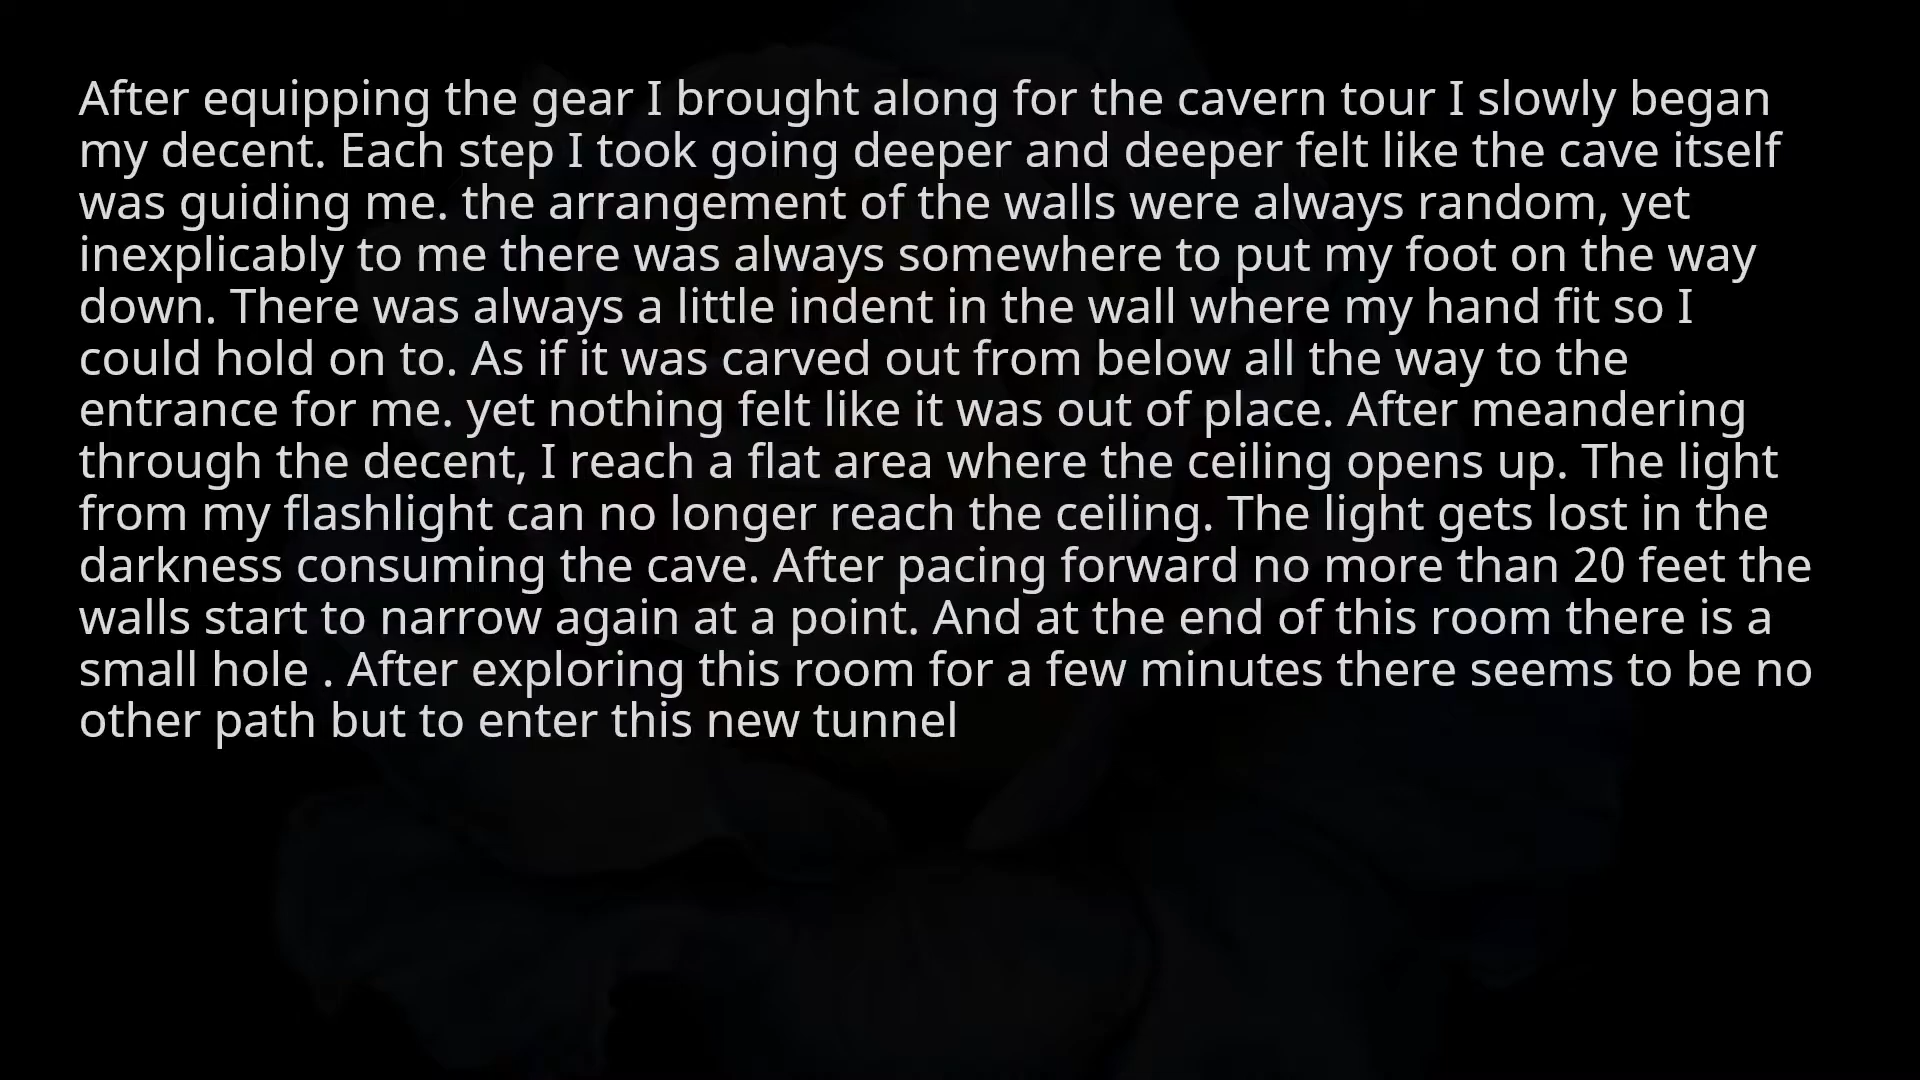 After equipping the gear I brought along for the cavern tour I slowly began
my decent. Each step I took going deeper and deeper felt like the cave itself
was guiding me. the arrangement of the walls were always random, yet
inexplicably to me there was always somewhere to put my foot on the way
down. There was always a little indent in the wall where my hand fit so I
could hold on to. As if it was carved out from below all the way to the
entrance for me. yet nothing felt like it was out of place. After meandering
through the decent, I reach a flat area where the ceiling opens up. The light
from my flashlight can no longer reach the ceiling. The light gets lost in the
darkness consuming the cave. After pacing forward no more than 20 feet the
walls start to narrow again at a point. And at the end of this room there is a
small hole . After exploring this room for a few minutes there seems to be no
other path but to enter this new tunnel